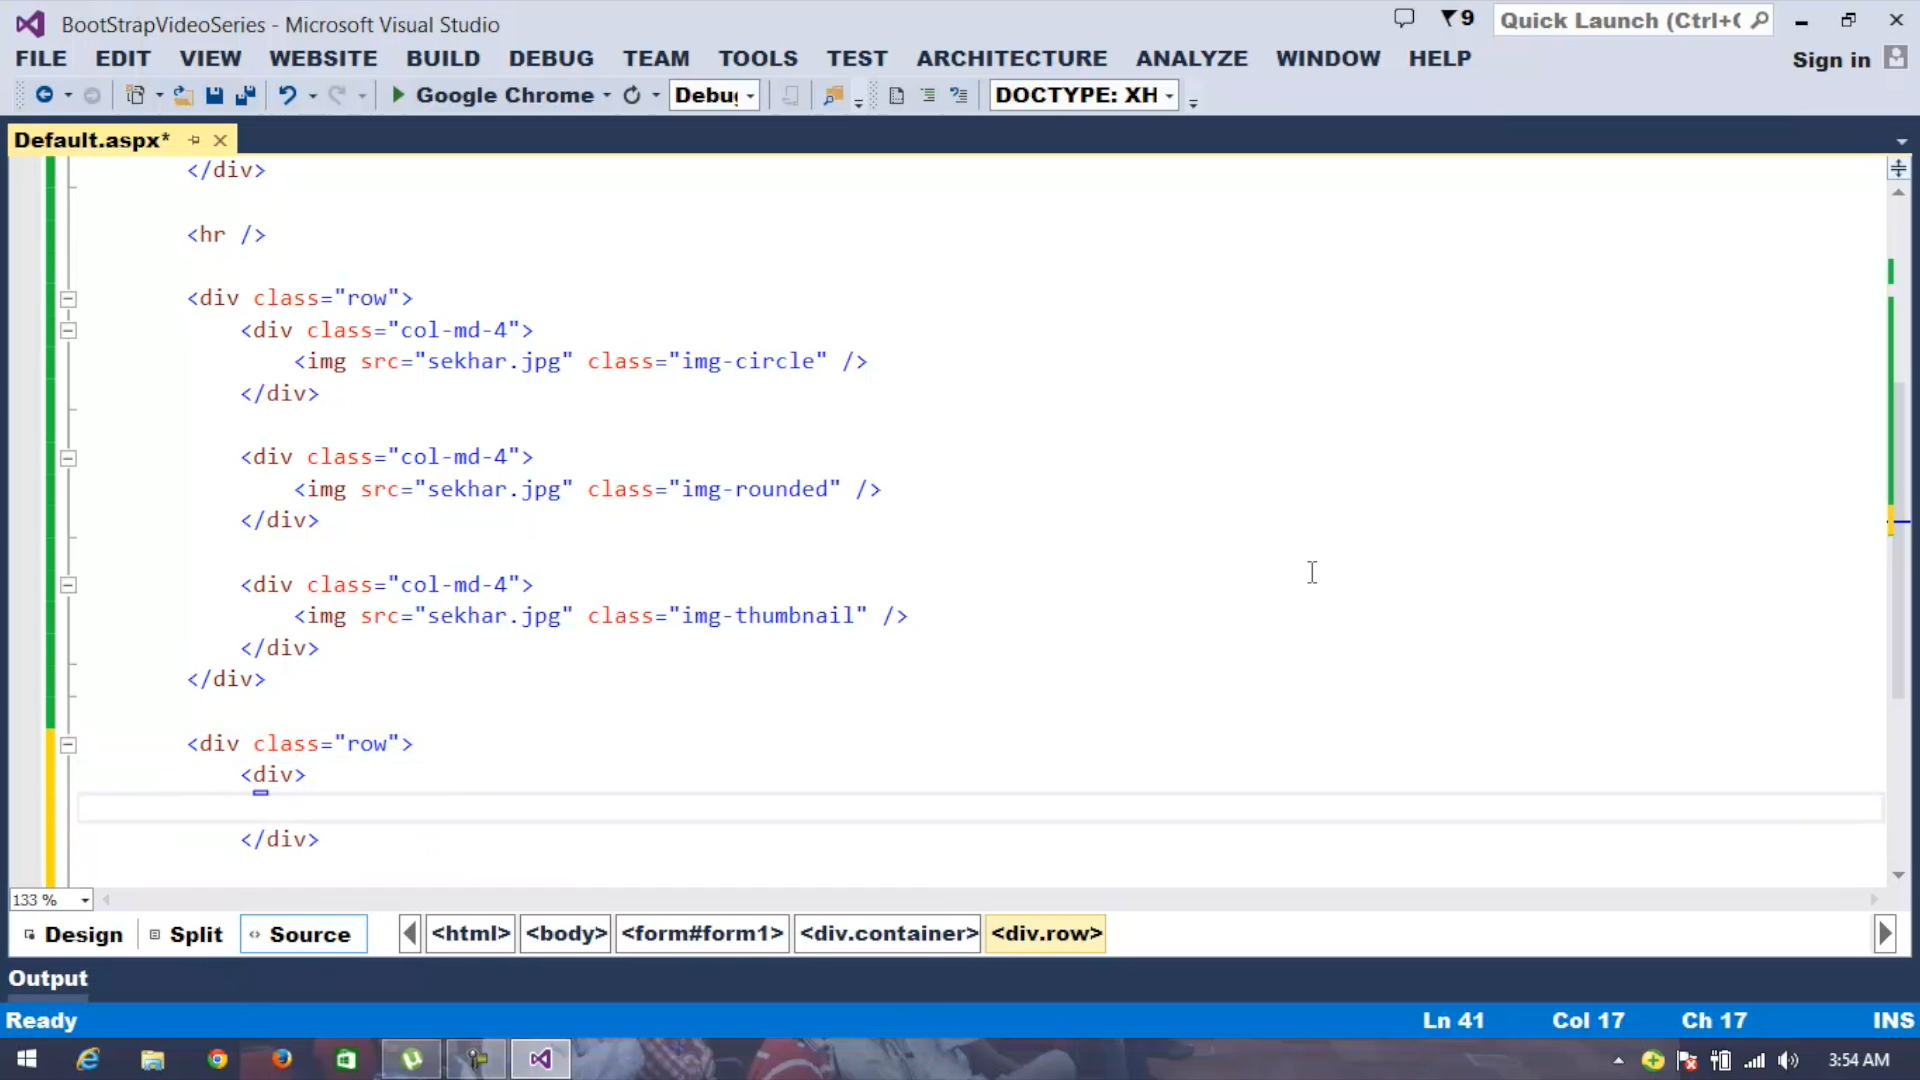 BootStrapVideoSeries - Microsoft Visual Studio
9
Quick Launch (Ctrl+Q
FILE EDIT VIEW WEBSITE BUILD DEBUG TEAM TOOLS TEST ARCHITECTURE ANALYZE WINDOW HELP
Sign in
Google Chrome
Debug
DOCTYPE: XH
Default.aspx*
</div>
<hr />
<div class="row">
<div class="col-md-4">
<img src="sekhar.jpg" class="img-circle" />
</div>
<div class="col-md-4">
<img src="sekhar.jpg" class="img-rounded" />
</div>
<div class="col-md-4">
<img src="sekhar.jpg" class="img-thumbnail" />
</div>
</div>
<div class="row">
<div>
</div>
133 %
Design Split Source <html> <body> <form#form1> <div.container> <div.row>
Output
Ready Ln 41 Col 17 Ch 17 INS
3:54 AM